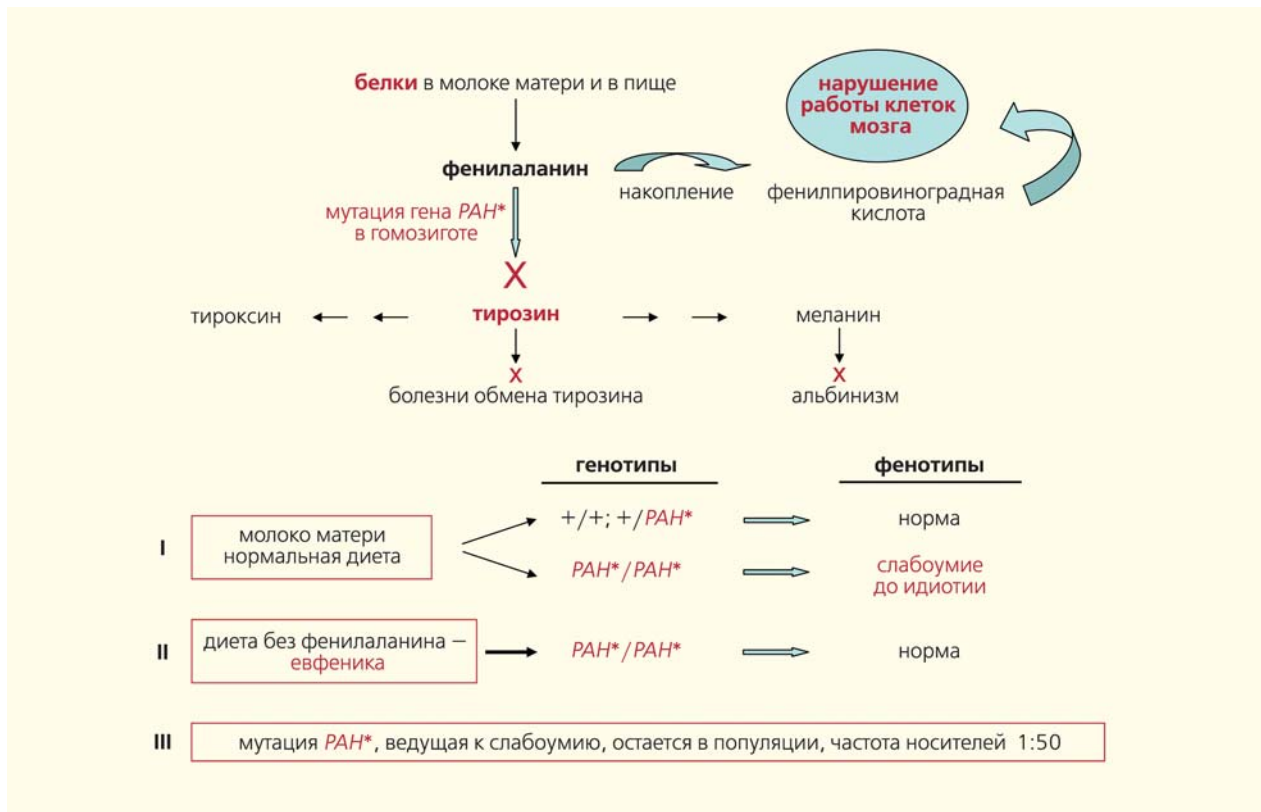 белки в молоке матери и в пище
нарушение
работы клеток
мозга
фенилаланин
накопление
фенилпировиноградная
кислота
мутация гена PAH*
в гомозиготе
X
тироксин
тирозин
меланин
x
x
болезни обмена тирозина
альбинизм
генотипы
фенотипы
I
молоко матери
нормальная диета
+/+; +/PAH*
норма
PAH*/PAH*
слабоумие
до идиотии
II
диета без фенилаланина –
евфеника
PAH*/PAH*
норма
III
мутация PAH*, ведущая к слабоумию, остается в популяции, частота носителей 1:50